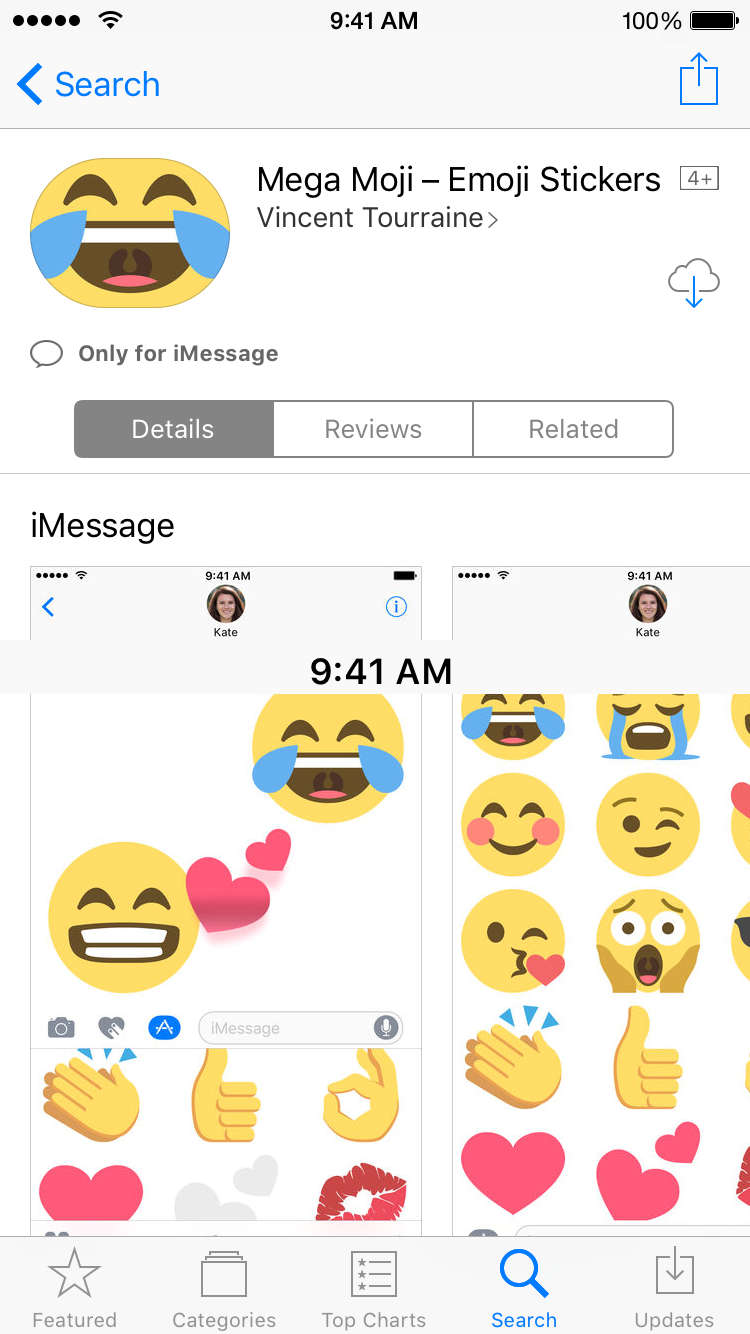 9:41 AM
100%
Search
Mega Moji – Emoji Stickers
4+
Vincent Tourraine
Only for iMessage
Details
Reviews
Related
iMessage
9:41 AM
9:41 AM
Kate
Kate
9:41 AM
iMessage
Featured
Categories
Top Charts
Search
Updates